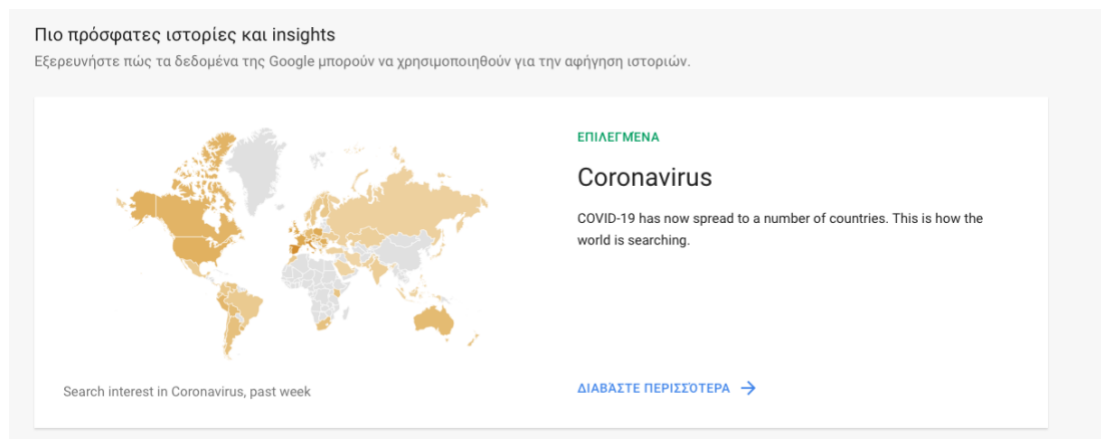 Πιο πρόσφατες ιστορίες και insights
Εξερευνήστε πώς τα δεδομένα της Google μπορούν να χρησιμοποιηθούν για την αφήγηση ιστοριών.
ΕΠΙΛΕΓΜΈΝΑ
Coronavirus
COVID-19 has now spread to a number of countries. This is how the
world is searching.
Search interest in Coronavirus, past week
ΔΙΑΒΆΣΤΕ ΠΕΡΙΣΣΌΤΕΡΑ